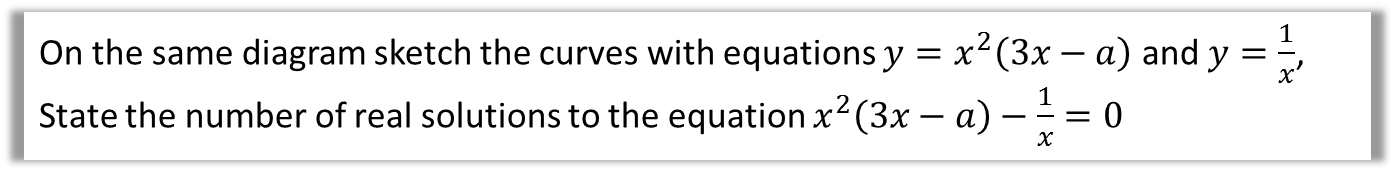 On the same diagram sketch the curves with equations y = x²(3x − a) and y = 1/x,
State the number of real solutions to the equation x²(3x − a) − 1/x = 0